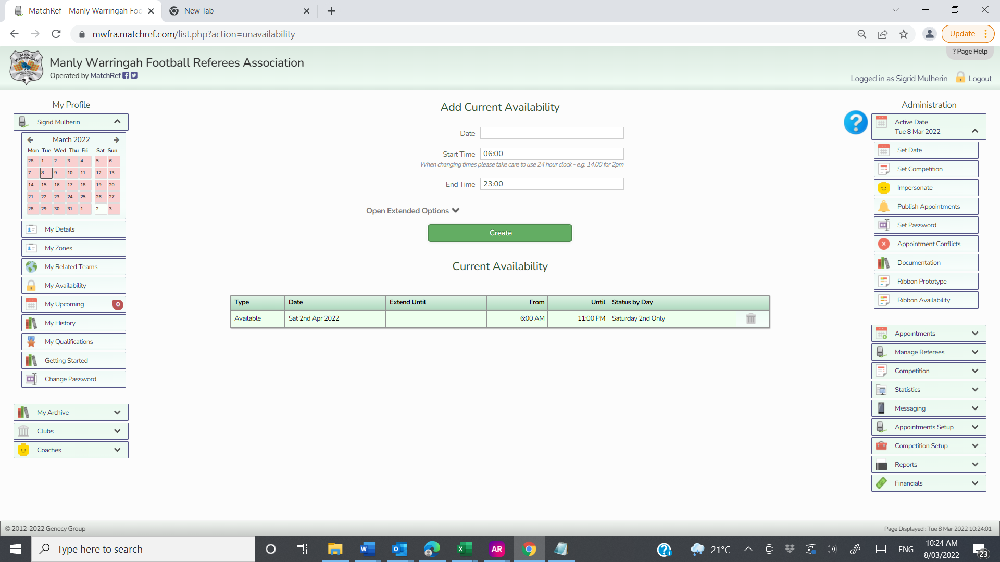 MatchRef - Manly Warringah Foo
New Tab
mwfra.matchref.com/list.php?action=unavailability
Update
? Page Help
MANLY WARRINGAH
Manly Warringah Football Referees Association
Operated by MatchRef
Logged in as Sigrid Mulherin
Logout
My Profile
Sigrid Mulherin
March 2022
Mon Tue Wed Thu Fri Sat Sun
28 1 2 3 4 5 6
7 8 9 10 11 12 13
14 15 16 17 18 19 20
21 22 23 24 25 26 27
28 29 30 31 1 2 3
My Details
My Zones
My Related Teams
My Availability
My Upcoming 0
My History
My Qualifications
Getting Started
Change Password
My Archive
Clubs
Coaches
Add Current Availability
Date
Start Time 06:00
When changing times please take care to use 24 hour clock - e.g. 14.00 for 2pm
End Time 23:00
Open Extended Options
Create
Current Availability
Type Date Extend Until From Until Status by Day
Available Sat 2nd Apr 2022 6:00 AM 11:00 PM Saturday 2nd Only
Administration
?
Active Date
Tue 8 Mar 2022
Set Date
Set Competition
Impersonate
Publish Appointments
Set Password
Appointment Conflicts
Documentation
Ribbon Prototype
Ribbon Availability
Appointments
Manage Referees
Competition
Statistics
Messaging
Appointments Setup
Competition Setup
Reports
Financials
© 2012-2022 Genecy Group
Page Displayed : Tue 8 Mar 2022 10:24:01
Type here to search
AR
21°C
ENG
10:24 AM
8/03/2022
23